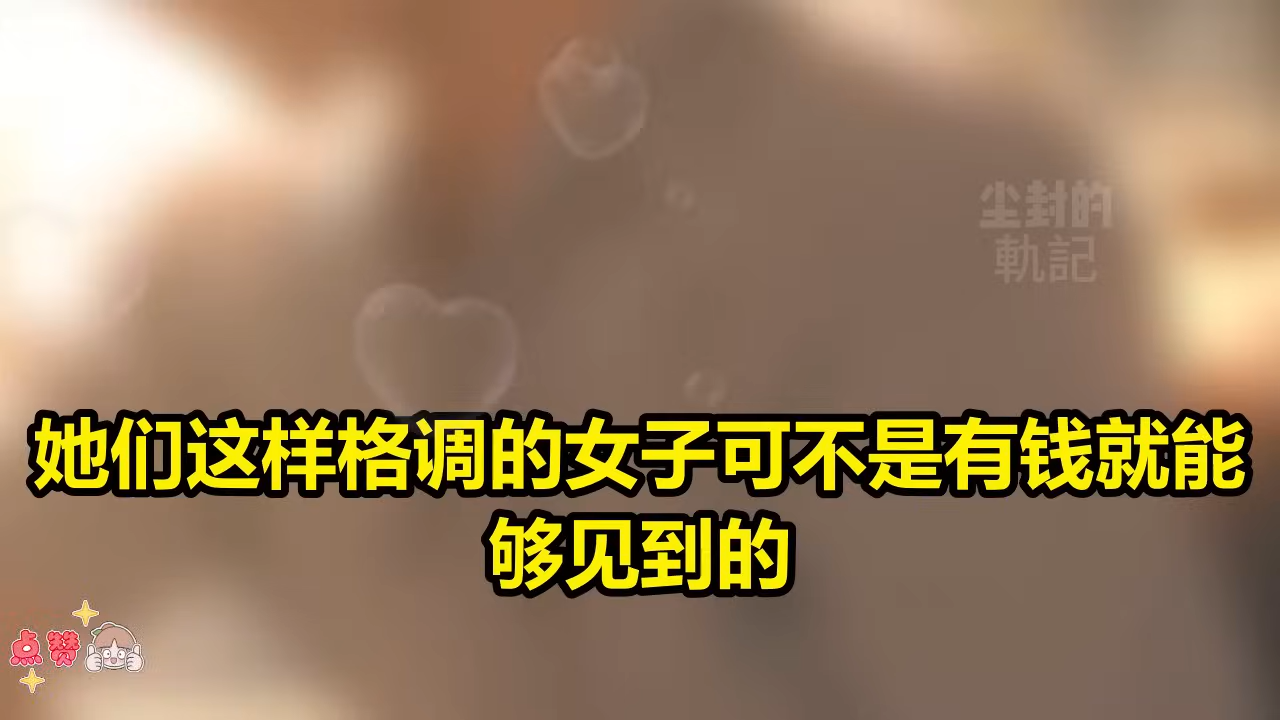 尘封的
軌記
她们这样格调的女子可不是有钱就能
够见到的
点赞